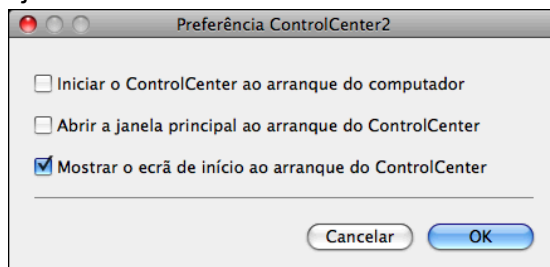 Preferência ControlCenter2
Iniciar o ControlCenter ao arranque do computador
Abrir a janela principal ao arranque do ControlCenter
Mostrar o ecrã de início ao arranque do ControlCenter
Cancelar
OK